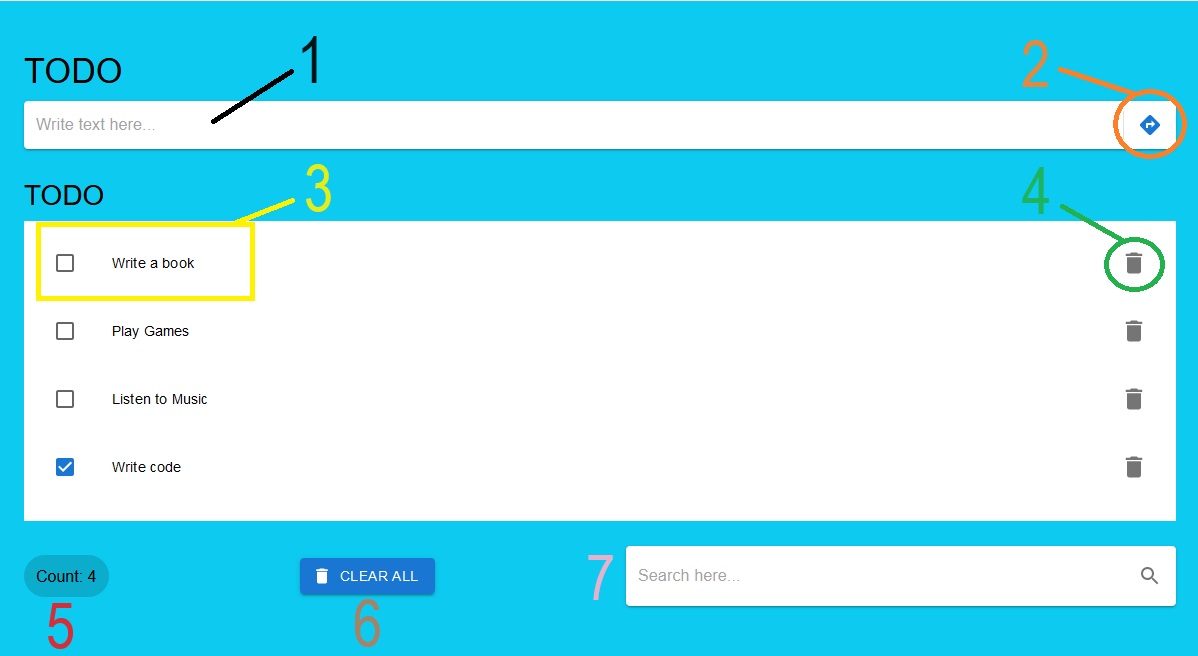 TODO
1
2
Write text here...
3
TODO
4
Write a book
Play Games
Listen to Music
Write code
Count: 4
CLEAR ALL
7
Search here...
5
6